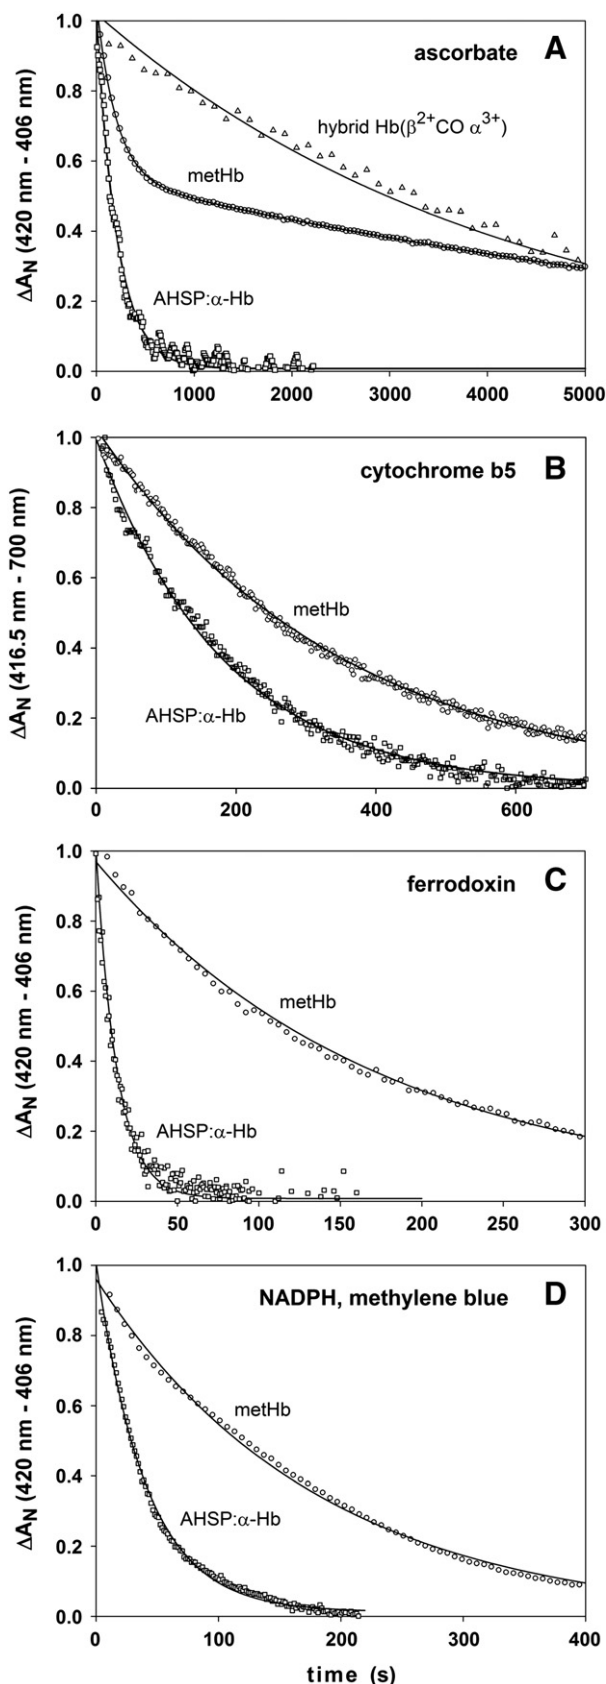 1.0
ascorbate
A
0.8
hybrid Hb(β2+CO α3+)
0.6
metHb
0.4
AHSP:α-Hb
0.2
0.0
ΔAN (420 nm - 406 nm)
0 1000 2000 3000 4000 5000
1.0
cytochrome b5
B
0.8
0.6
metHb
0.4
AHSP:α-Hb
0.2
0.0
ΔAN (416.5 nm - 700 nm)
0 200 400 600
1.0
ferrodoxin
C
0.8
0.6
metHb
0.4
AHSP:α-Hb
0.2
0.0
ΔAN (420 nm - 406 nm)
0 50 100 150 200 250 300
1.0
NADPH, methylene blue
D
0.8
0.6
metHb
0.4
AHSP:α-Hb
0.2
0.0
ΔAN (420 nm - 406 nm)
0 100 200 300 400
time (s)